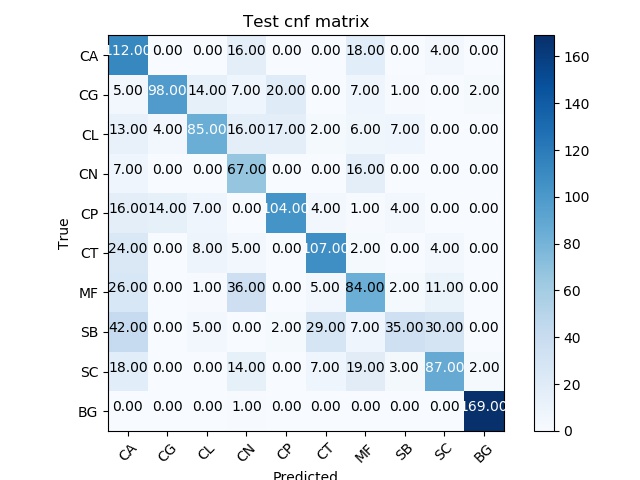 Test cnf matrix
CA 112.00 0.00 0.00 16.00 0.00 0.00 18.00 0.00 4.00 0.00
CG 5.00 98.00 14.00 7.00 20.00 0.00 7.00 1.00 0.00 2.00
CL 13.00 4.00 85.00 16.00 17.00 2.00 6.00 7.00 0.00 0.00
CN 7.00 0.00 0.00 67.00 0.00 0.00 16.00 0.00 0.00 0.00
CP 16.00 14.00 7.00 0.00 104.00 4.00 1.00 4.00 0.00 0.00
CT 24.00 0.00 8.00 5.00 0.00 107.00 2.00 0.00 4.00 0.00
MF 26.00 0.00 1.00 36.00 0.00 5.00 84.00 2.00 11.00 0.00
SB 42.00 0.00 5.00 0.00 2.00 29.00 7.00 35.00 30.00 0.00
SC 18.00 0.00 0.00 14.00 0.00 7.00 19.00 3.00 87.00 2.00
BG 0.00 0.00 0.00 1.00 0.00 0.00 0.00 0.00 0.00 169.00
CA CG CL CN CP CT MF SB SC BG
Predicted
True
160
140
120
100
80
60
40
20
0